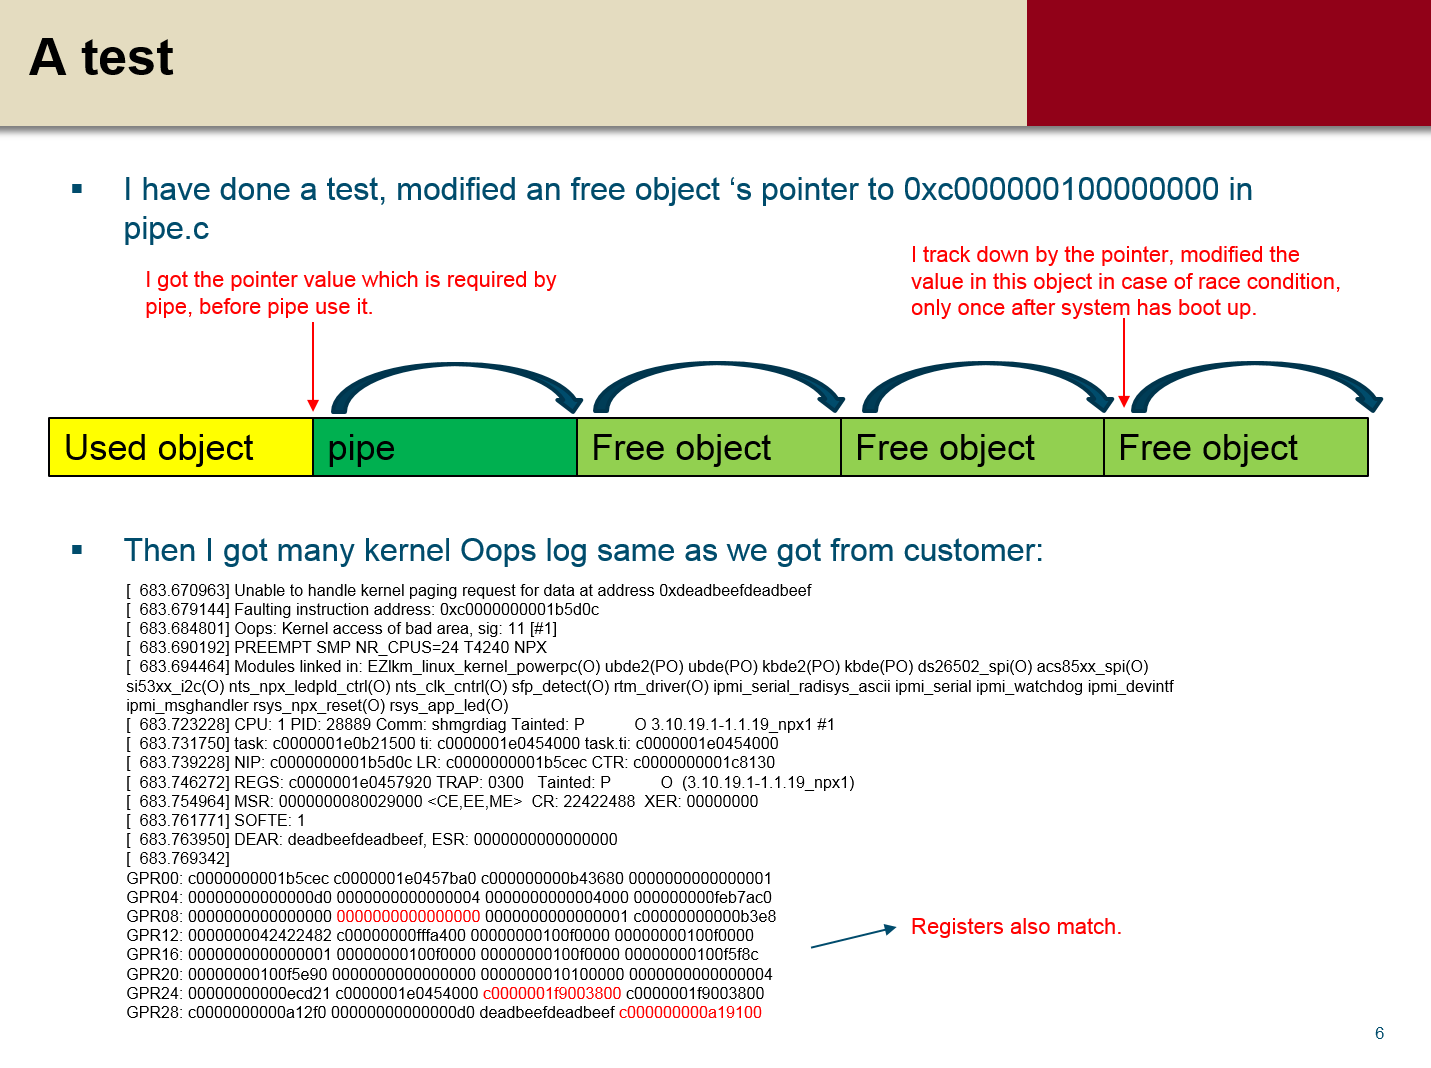 A test
I have done a test, modified an free object ‘s pointer to 0xc000000100000000 in
pipe.c
I got the pointer value which is required by
pipe, before pipe use it.
I track down by the pointer, modified the
value in this object in case of race condition,
only once after system has boot up.
Used object
pipe
Free object
Free object
Free object
Then I got many kernel Oops log same as we got from customer:
[  683.670963] Unable to handle kernel paging request for data at address 0xdeadbeefdeadbeef
[  683.679144] Faulting instruction address: 0xc0000000001b5d0c
[  683.684801] Oops: Kernel access of bad area, sig: 11 [#1]
[  683.690192] PREEMPT SMP NR_CPUS=24 T4240 NPX
[  683.694464] Modules linked in: EZlkm_linux_kernel_powerpc(O) ubde2(PO) ubde(PO) kbde2(PO) kbde(PO) ds26502_spi(O) acs85xx_spi(O)
si53xx_i2c(O) nts_npx_ledpld_ctrl(O) nts_clk_cntrl(O) sfp_detect(O) rtm_driver(O) ipmi_serial_radisys_ascii ipmi_serial ipmi_watchdog ipmi_devintf
ipmi_msghandler rsys_npx_reset(O) rsys_app_led(O)
[  683.723228] CPU: 1 PID: 28889 Comm: shmgrdiag Tainted: P           O 3.10.19.1-1.1.19_npx1 #1
[  683.731750] task: c0000001e0b21500 ti: c0000001e0454000 task.ti: c0000001e0454000
[  683.739228] NIP: c0000000001b5d0c LR: c0000000001b5cec CTR: c0000000001c8130
[  683.746272] REGS: c0000001e0457920 TRAP: 0300   Tainted: P           O  (3.10.19.1-1.1.19_npx1)
[  683.754964] MSR: 0000000080029000 <CE,EE,ME>  CR: 22422488  XER: 00000000
[  683.761771] SOFTE: 1
[  683.763950] DEAR: deadbeefdeadbeef, ESR: 0000000000000000
[  683.769342]
GPR00: c0000000001b5cec c0000001e0457ba0 c000000000b43680 0000000000000001
GPR04: 00000000000000d0 0000000000000004 0000000000004000 000000000feb7ac0
GPR08: 0000000000000000 0000000000000000 0000000000000001 c00000000000b3e8
GPR12: 0000000042422482 c00000000fffa400 00000000100f0000 00000000100f0000
GPR16: 0000000000000001 00000000100f0000 00000000100f0000 00000000100f5f8c
GPR20: 00000000100f5e90 0000000000000000 0000000010100000 0000000000000004
GPR24: 00000000000ecd21 c0000001e0454000 c0000001f9003800 c0000001f9003800
GPR28: c0000000000a12f0 00000000000000d0 deadbeefdeadbeef c000000000a19100
Registers also match.
6